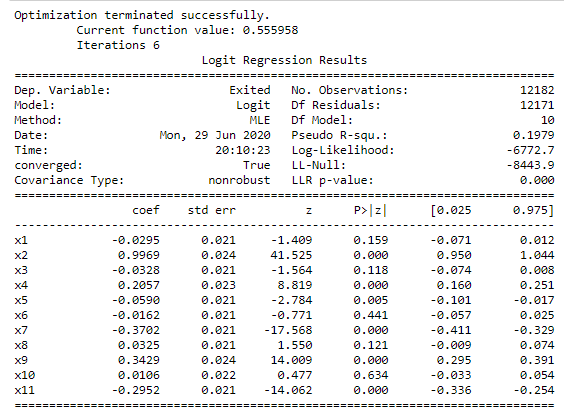 Optimization terminated successfully.
         Current function value: 0.555958
         Iterations 6
                           Logit Regression Results
==============================================================================
Dep. Variable:                 Exited   No. Observations:                12182
Model:                          Logit   Df Residuals:                    12171
Method:                           MLE   Df Model:                           10
Date:                Mon, 29 Jun 2020   Pseudo R-squ.:                  0.1979
Time:                        20:10:23   Log-Likelihood:                -6772.7
converged:                       True   LL-Null:                       -8443.9
Covariance Type:            nonrobust   LLR p-value:                     0.000
==============================================================================
                 coef    std err          z      P>|z|      [0.025      0.975]
------------------------------------------------------------------------------
x1            -0.0295      0.021     -1.409      0.159      -0.071       0.012
x2             0.9969      0.024     41.525      0.000       0.950       1.044
x3            -0.0328      0.021     -1.564      0.118      -0.074       0.008
x4             0.2057      0.023      8.819      0.000       0.160       0.251
x5            -0.0590      0.021     -2.784      0.005      -0.101      -0.017
x6            -0.0162      0.021     -0.771      0.441      -0.057       0.025
x7            -0.3702      0.021    -17.568      0.000      -0.411      -0.329
x8             0.0325      0.021      1.550      0.121      -0.009       0.074
x9             0.3429      0.024     14.009      0.000       0.295       0.391
x10            0.0106      0.022      0.477      0.634      -0.033       0.054
x11           -0.2952      0.021    -14.062      0.000      -0.336      -0.254
==============================================================================